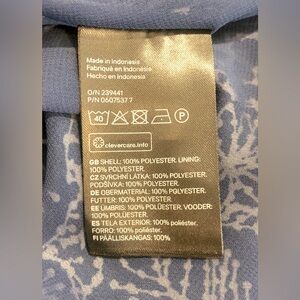 Made in Indonesia
Fabriqué en Indonésie
Hecho en Indonesia
O/N 239441
P/N 0607537 7
40
P
clevercare.info
GB SHELL: 100% POLYESTER. LINING:
100% POLYESTER.
CZ SVRCHNÍ LÁTKA: 100% POLYESTER.
PODŠÍVKA: 100% POLYESTER.
DE OBERMATERIAL: 100% POLYESTER.
FUTTER: 100% POLYESTER.
EE ÜMBRIS: 100% POLÜESTER. VOODER:
100% POLÜESTER.
ES TELA EXTERIOR: 100% poliéster.
FORRO: 100% poliéster.
FI PÄÄLLISKANGAS: 100%